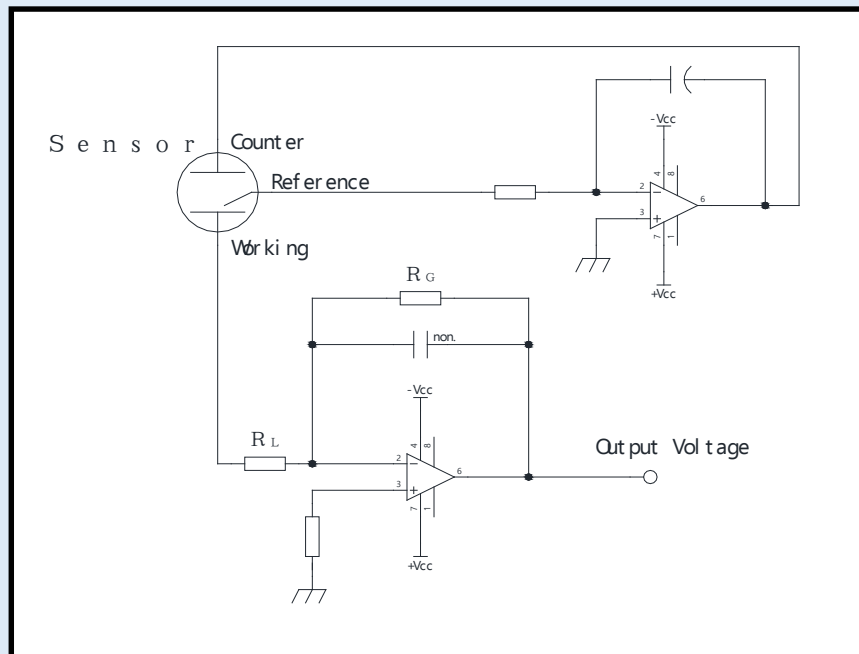 Sensor
Counter
Reference
Working
-Vcc
4
8
2
3
6
7
1
+Vcc
RG
non.
-Vcc
4
8
RL
2
3
6
7
1
+Vcc
Output Voltage